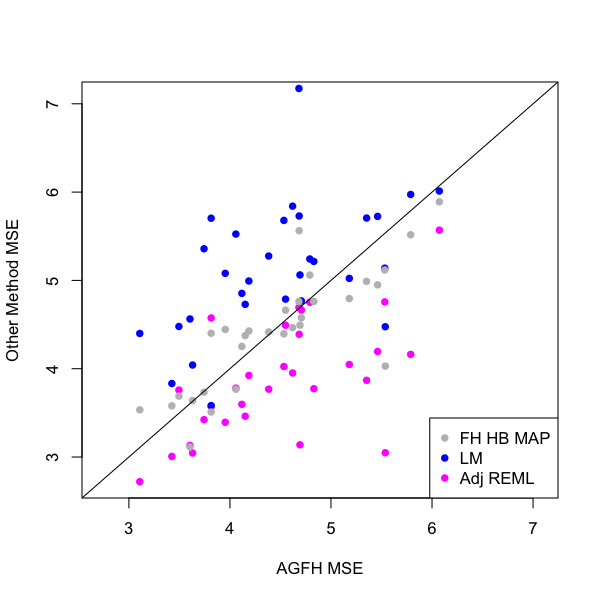 Other Method MSE
7
6
5
4
3
FH HB MAP
LM
Adj REML
3 4 5 6 7
AGFH MSE